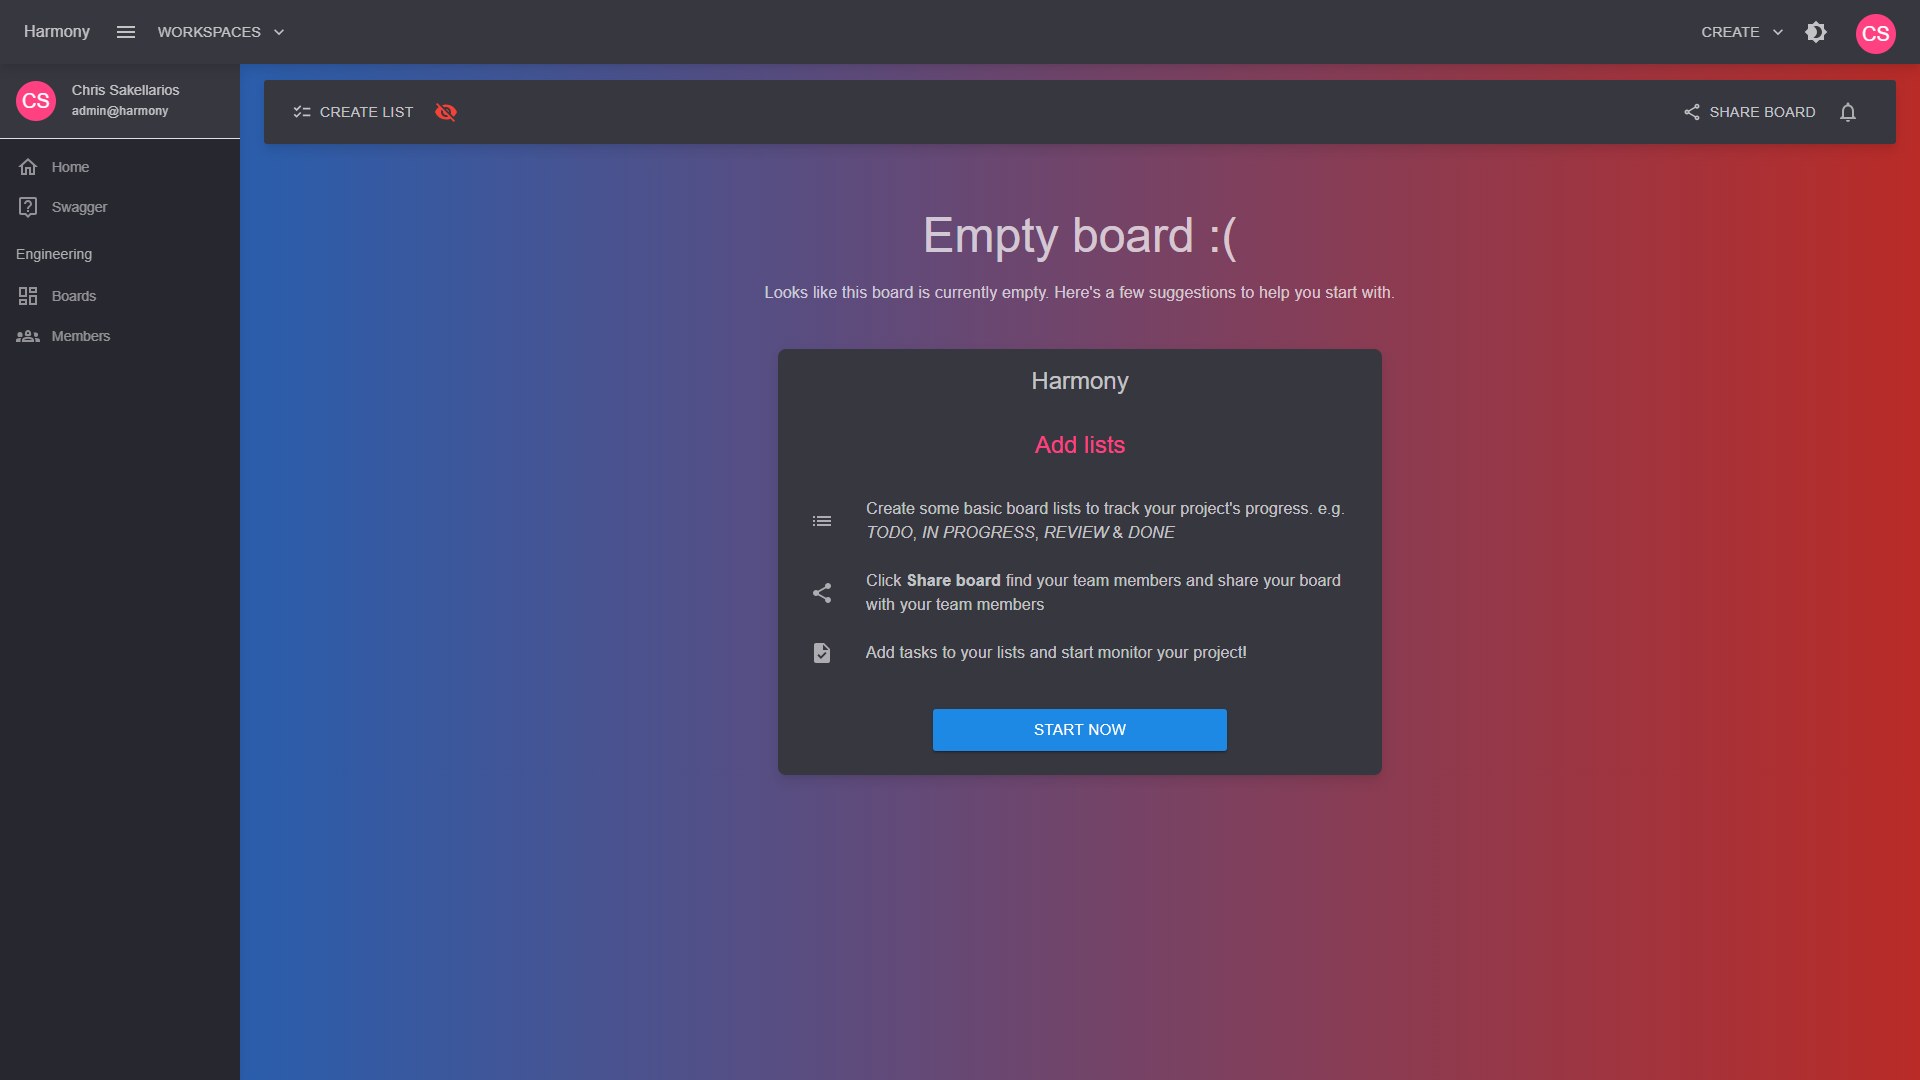 Harmony
WORKSPACES
CREATE
CS
CS
Chris Sakellarios
admin@harmony
Home
Swagger
Engineering
Boards
Members
CREATE LIST
SHARE BOARD
Empty board :(
Looks like this board is currently empty. Here's a few suggestions to help you start with.
Harmony
Add lists
Create some basic board lists to track your project's progress. e.g.
TODO, IN PROGRESS, REVIEW & DONE
Click Share board find your team members and share your board
with your team members
Add tasks to your lists and start monitor your project!
START NOW